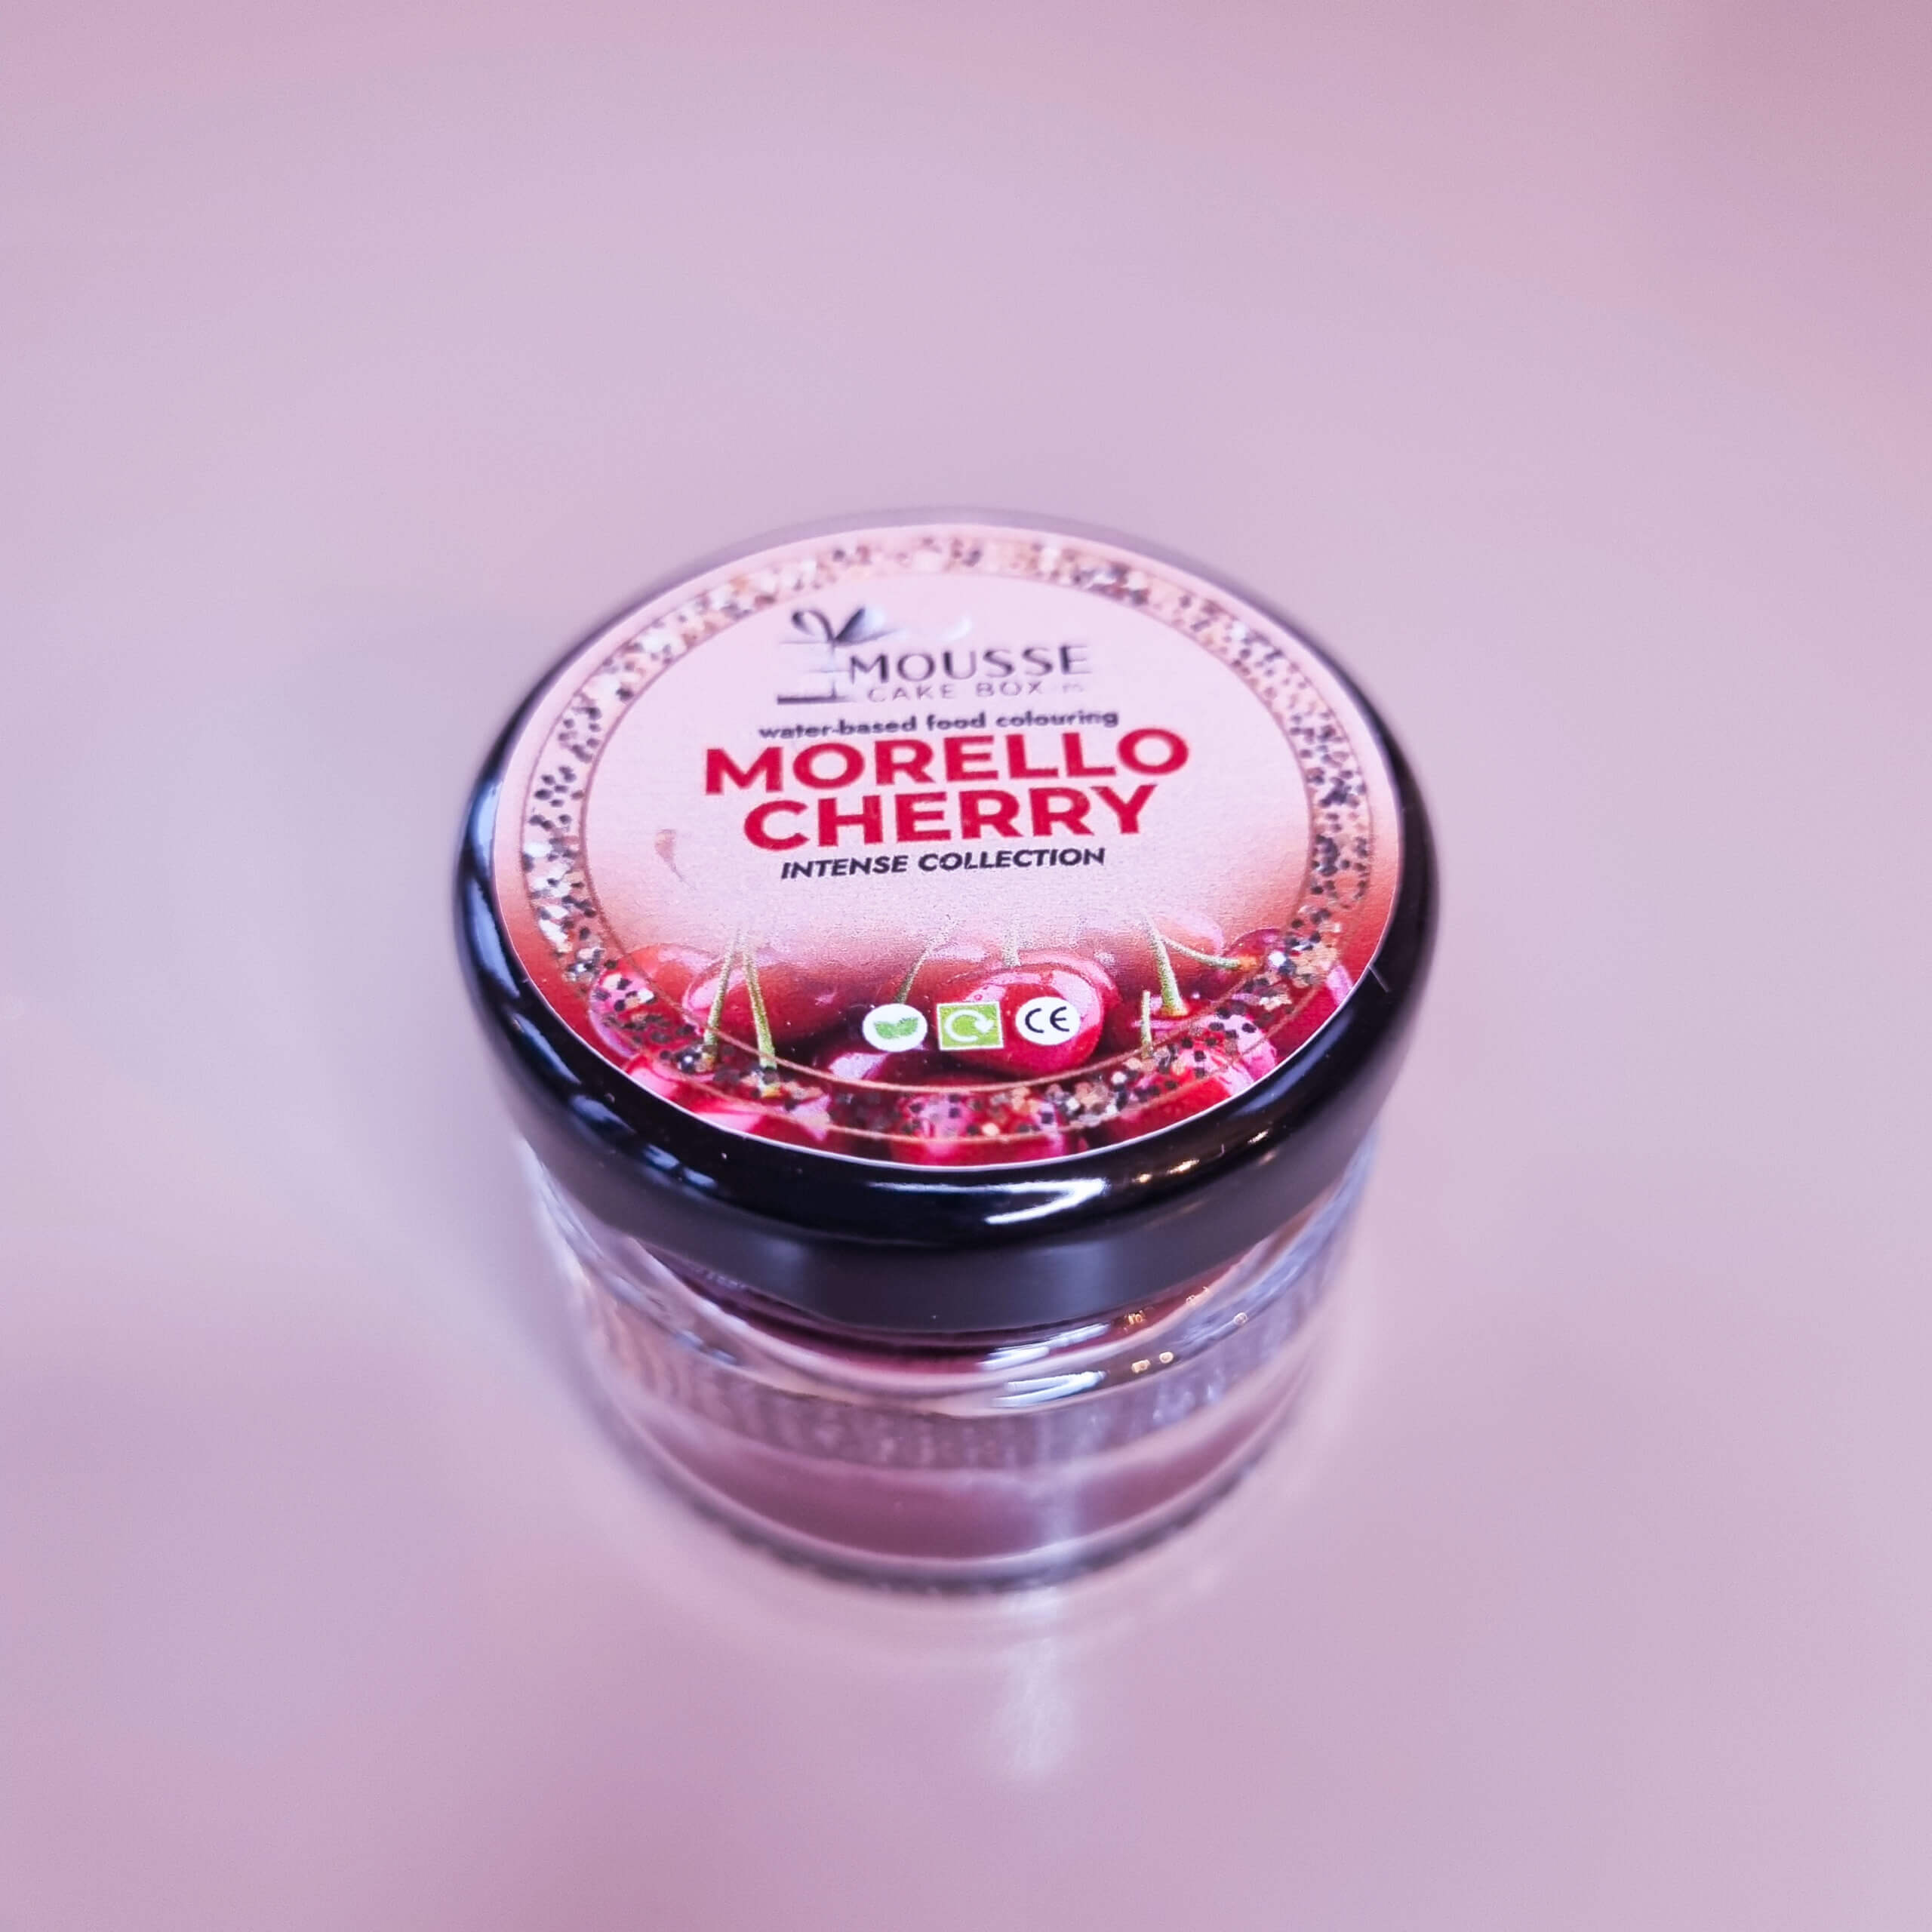 MOUSSE
CAKE BOX
water-based food colouring
MORELLO
CHERRY
INTENSE COLLECTION
CE